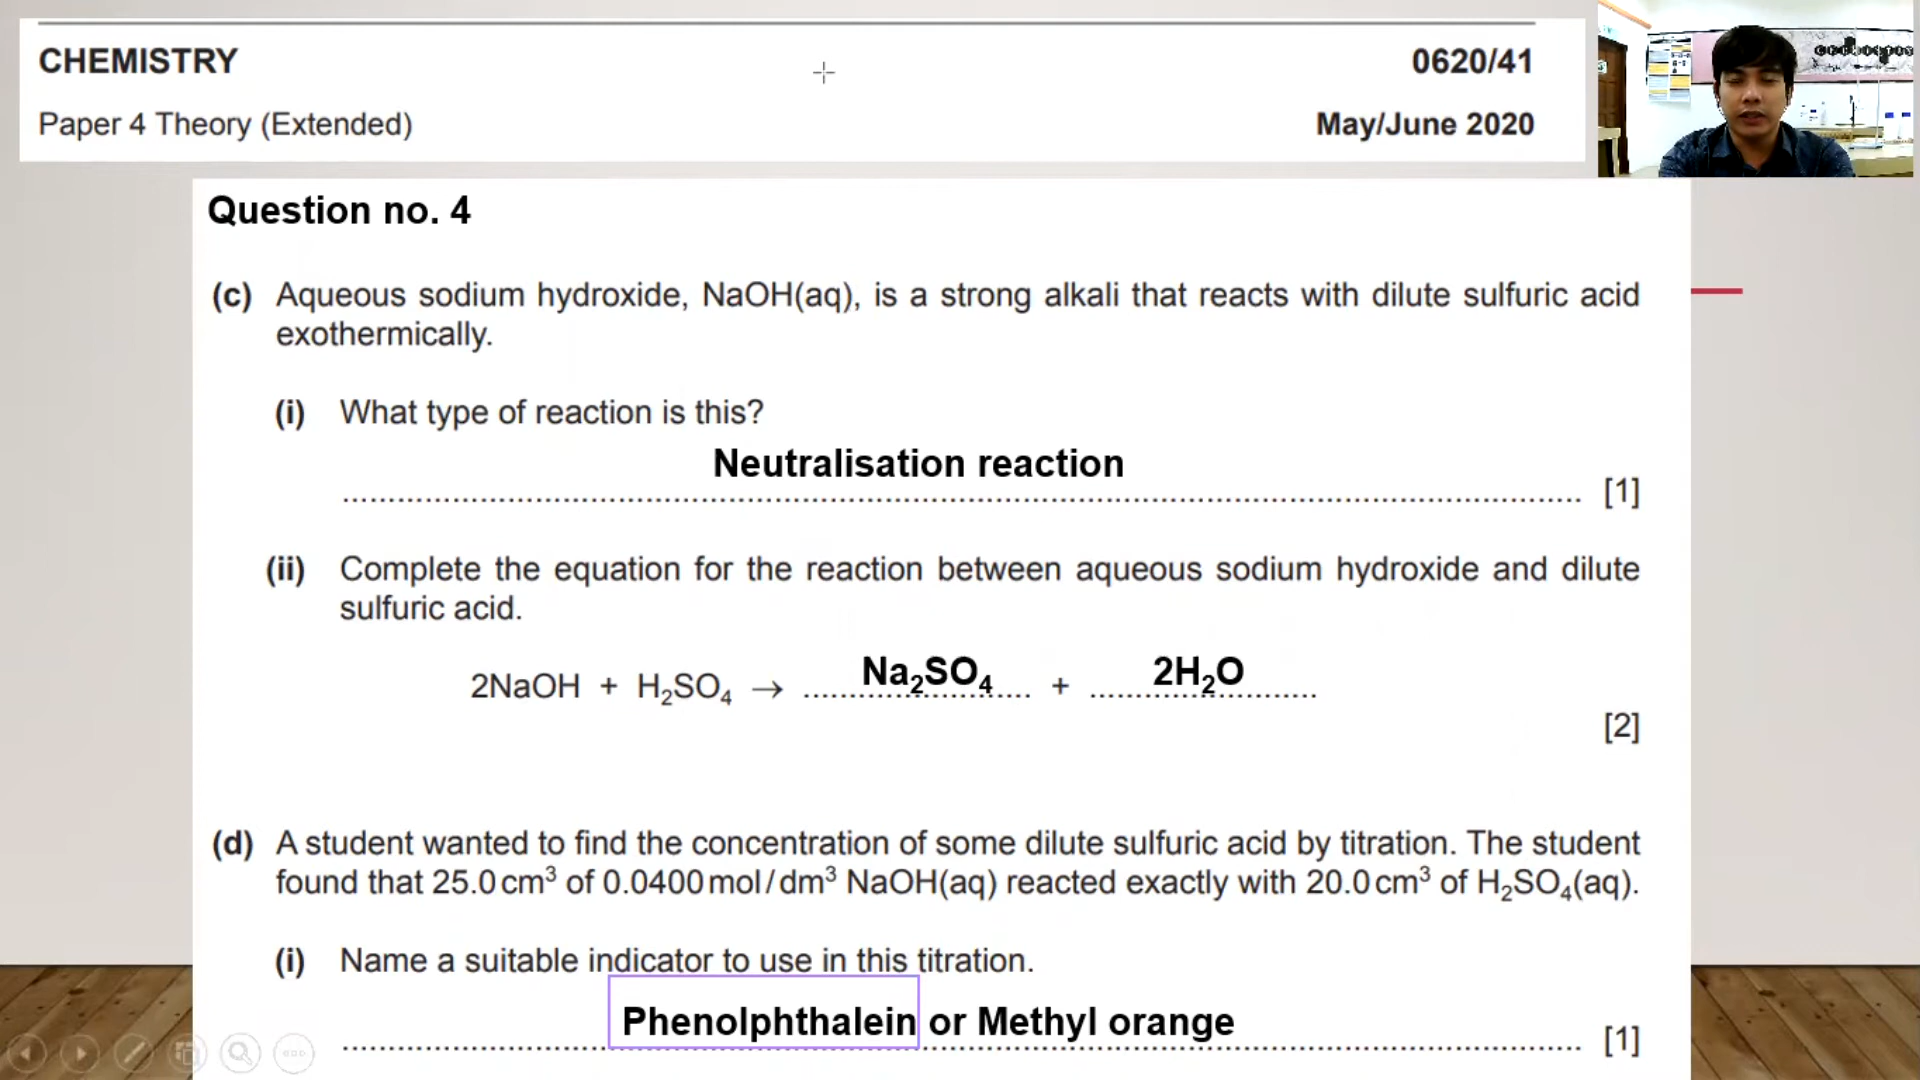 CHEMISTRY 0620/41
Paper 4 Theory (Extended) May/June 2020
CHEMISTRY
Question no. 4
(c) Aqueous sodium hydroxide, NaOH(aq), is a strong alkali that reacts with dilute sulfuric acid
exothermically.
(i) What type of reaction is this?
Neutralisation reaction
[1]
(ii) Complete the equation for the reaction between aqueous sodium hydroxide and dilute
sulfuric acid.
2NaOH + H₂SO₄ → Na₂SO₄ + 2H₂O
[2]
(d) A student wanted to find the concentration of some dilute sulfuric acid by titration. The student
found that 25.0 cm³ of 0.0400 mol/dm³ NaOH(aq) reacted exactly with 20.0 cm³ of H₂SO₄(aq).
(i) Name a suitable indicator to use in this titration.
Phenolphthalein or Methyl orange
[1]